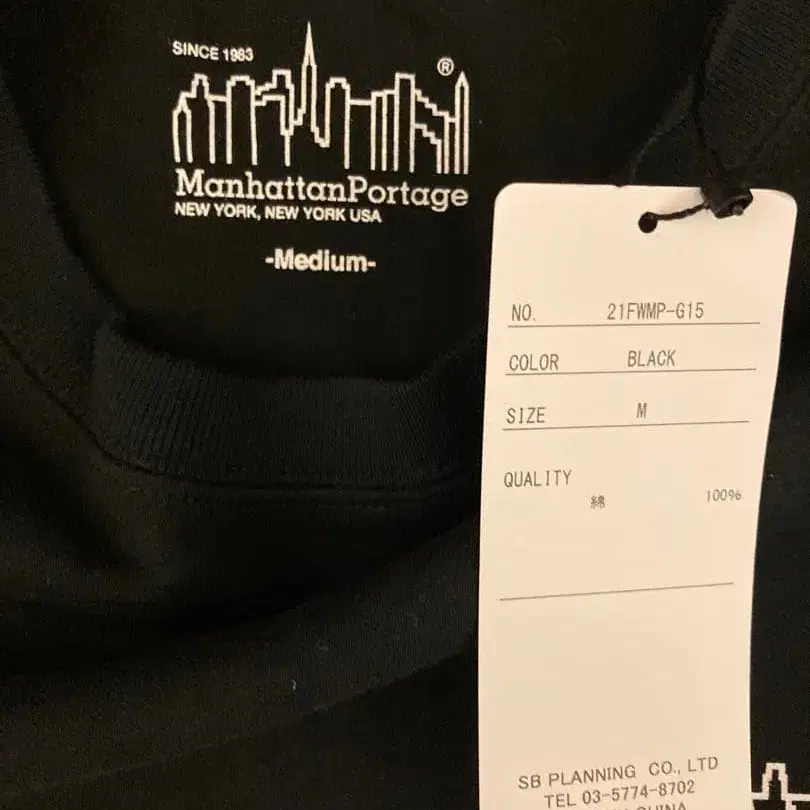 SINCE 1983
®
ManhattanPortage
NEW YORK, NEW YORK USA
-Medium-
NO. 21FWMP-G15
COLOR BLACK
SIZE M
QUALITY
綿 100%
SB PLANNING CO., LTD
TEL 03-5774-8702
CHINA